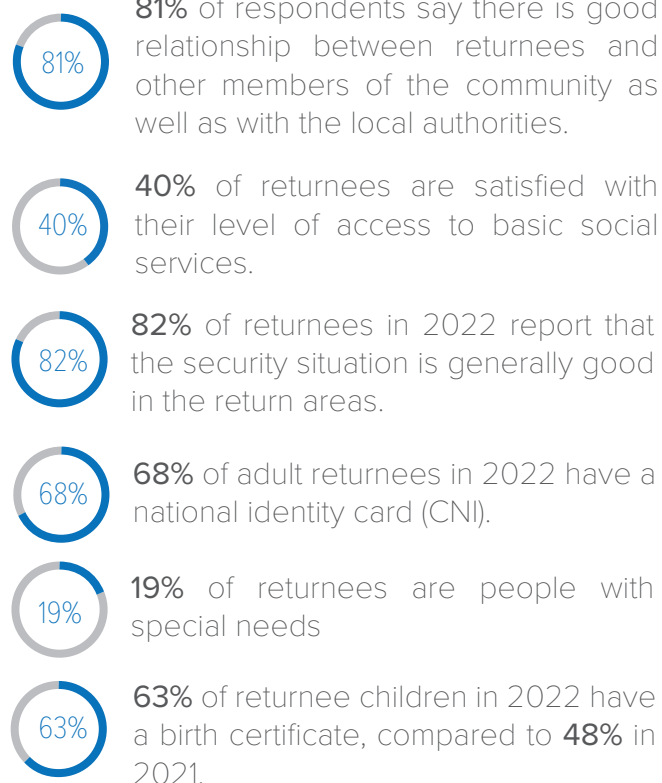 81%
81% of respondents say there is good
relationship between returnees and
other members of the community as
well as with the local authorities.
40%
40% of returnees are satisfied with
their level of access to basic social
services.
82%
82% of returnees in 2022 report that
the security situation is generally good
in the return areas.
68%
68% of adult returnees in 2022 have a
national identity card (CNI).
19%
19% of returnees are people with
special needs
63%
63% of returnee children in 2022 have
a birth certificate, compared to 48% in
2021.